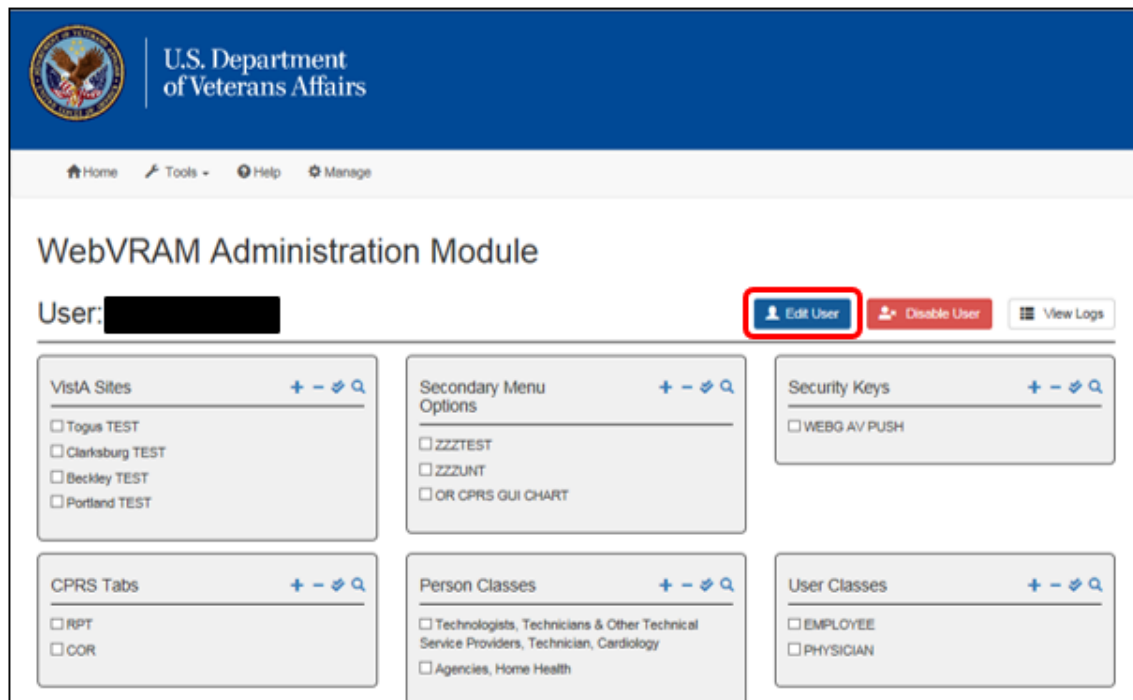 U.S. Department
of Veterans Affairs
Home Tools Help Manage
WebVRAM Administration Module
User:
Edit User Disable User View Logs
VistA Sites
Togus TEST
Clarksburg TEST
Beckley TEST
Portland TEST
Secondary Menu
Options
ZZZTEST
ZZZUNT
OR CPRS GUI CHART
Security Keys
WEBG AV PUSH
CPRS Tabs
RPT
COR
Person Classes
Technologists, Technicians & Other Technical
Service Providers, Technician, Cardiology
Agencies, Home Health
User Classes
EMPLOYEE
PHYSICIAN